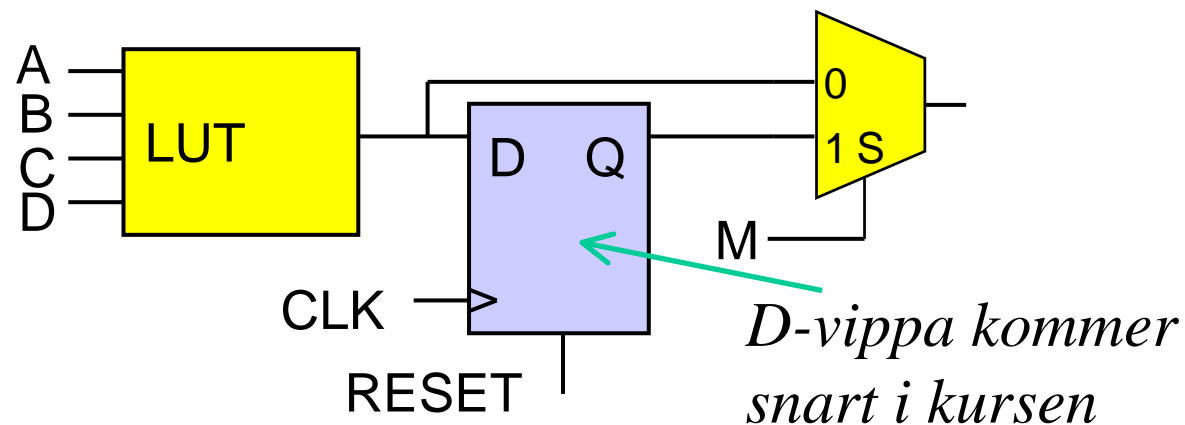 A
B
C
D
LUT
D Q
0
1 S
M
CLK
RESET
D-vippa kommer
snart i kursen